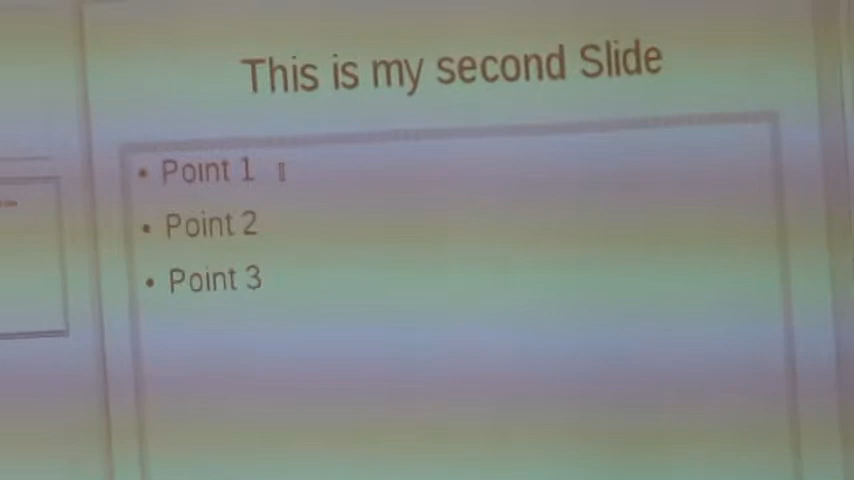 This is my second Slide
• Point 1
• Point 2
• Point 3